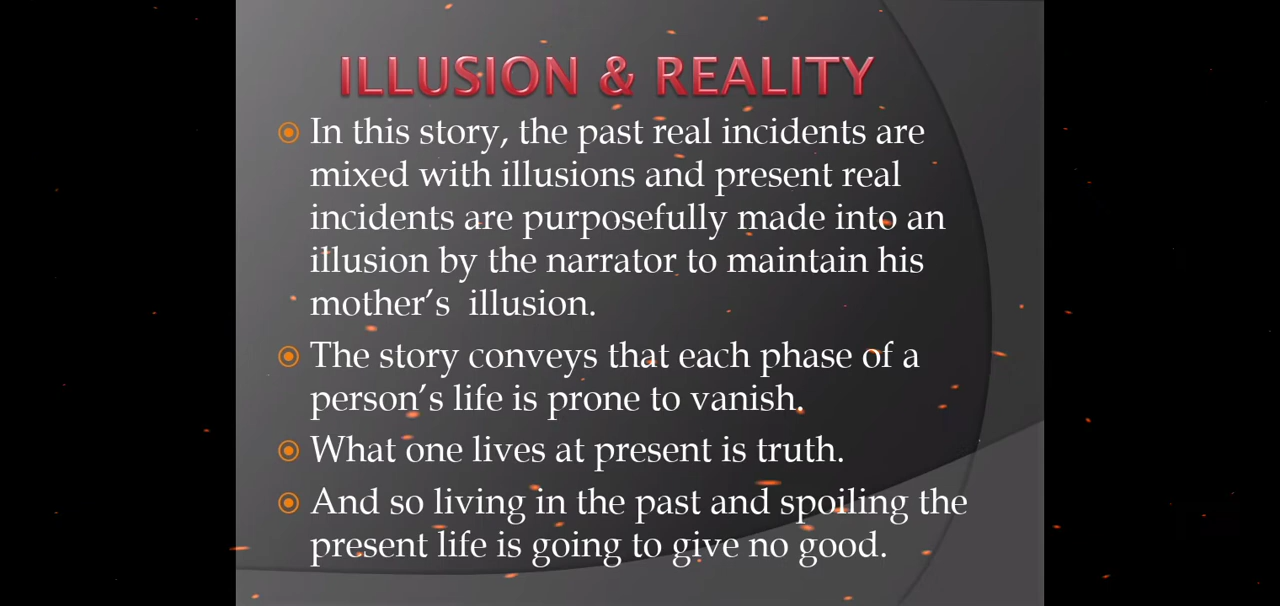 ILLUSION & REALITY
In this story, the past real incidents are
mixed with illusions and present real
incidents are purposefully made into an
illusion by the narrator to maintain his
mother’s illusion.
The story conveys that each phase of a
person’s life is prone to vanish.
What one lives at present is truth.
And so living in the past and spoiling the
present life is going to give no good.